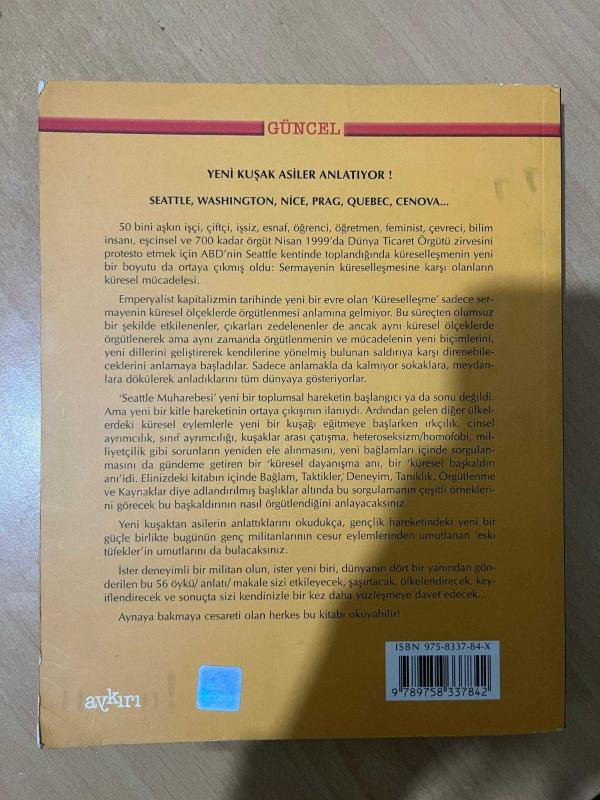 GÜNCEL
YENİ KUŞAK ASİLER ANLATIYOR !
SEATTLE, WASHINGTON, NİCE, PRAG, QUEBEC, CENOVA...
50 bini aşkın işçi, çiftçi, işsiz, esnaf, öğrenci, öğretmen, feminist, çevreci, bilim
insanı, eşcinsel ve 700 kadar örgüt Nisan 1999'da Dünya Ticaret Örgütü zirvesini
protesto etmek için ABD'nin Seattle kentinde toplandığında küreselleşmenin yeni
bir boyutu da ortaya çıkmış oldu: Sermayenin küreselleşmesine karşı olanların
küresel mücadelesi.
Emperyalist kapitalizmin tarihinde yeni bir evre olan 'Küreselleşme' sadece ser-
mayenin küresel ölçeklerde örgütlenmesi anlamına gelmiyor. Bu süreçten olumsuz
bir şekilde etkilenenler, çıkarları zedelenenler de ancak aynı küresel ölçeklerde
örgütlenerek ama aynı zamanda örgütlenmenin ve mücadelenin yeni biçimlerini,
yeni dillerini geliştirerek kendilerine yönelmiş bulunan saldırıya karşı direnebile-
ceklerini anlamaya başladılar. Sadece anlamakla da kalmıyor sokaklara, meydan-
lara dökülerek anladıklarını tüm dünyaya gösteriyorlar.
'Seattle Muharebesi' yeni bir toplumsal hareketin başlangıcı ya da sonu değildi.
Ama yeni bir kitle hareketinin ortaya çıkışının ilanıydı. Ardından gelen diğer ülkel-
erdeki küresel eylemlerle yeni bir kuşağı eğitmeye başlarken ırkçılık, cinsel
ayrımcılık, sınıf ayrımcılığı, kuşaklar arası çatışma, heteroseksizm/homofobi, mil-
liyetçilik gibi sorunların yeniden ele alınmasını, yeni bağlamları içinde sorgulan-
masını da gündeme getiren bir 'küresel dayanışma anı, bir 'küresel başkaldırı
anı'idi. Elinizdeki kitabın içinde Bağlam, Taktikler,' Deneyim, Tanıklık, Örgütlenme
ve Kaynaklar diye adlandırılmış başlıklar altında bu sorgulamanın çeşitli örnekleri-
ni görecek bu başkaldırının nasıl örgütlendiğini anlayacaksınız.
Yeni kuşaktan asilerin anlattıklarını okudukça, gençlik hareketindeki yeni bir
güçle birlikte bugünün genç militanlarının cesur eylemlerinden umutlanan 'eski
tüfekler'in umutlarını da bulacaksınız.
İster deneyimli bir militan olun, ister yeni biri, dünyanın dört bir yanından gön-
derilen bu 56 öykü/ anlatı/ makale sizi etkileyecek, şaşırtacak, öfkelendirecek, key-
iflendirecek ve sonuçta sizi kendinizle bir kez daha yüzleşmeye davet edecek...
Aynaya bakmaya cesareti olan herkes bu kitabı okuyabilir!
ISBN 975-8337-84-X
9 789758 337842
aykırı